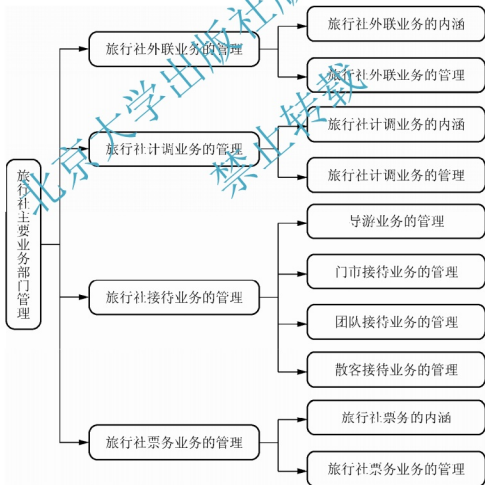 旅行社主要业务部门管理
旅行社外联业务的管理
旅行社外联业务的内涵
旅行社外联业务的管理
旅行社计调业务的管理
旅行社计调业务的内涵
旅行社计调业务的管理
旅行社接待业务的管理
导游业务的管理
门市接待业务的管理
团队接待业务的管理
散客接待业务的管理
旅行社票务业务的管理
旅行社票务的内涵
旅行社票务业务的管理
北京大学出版社版
禁止转载